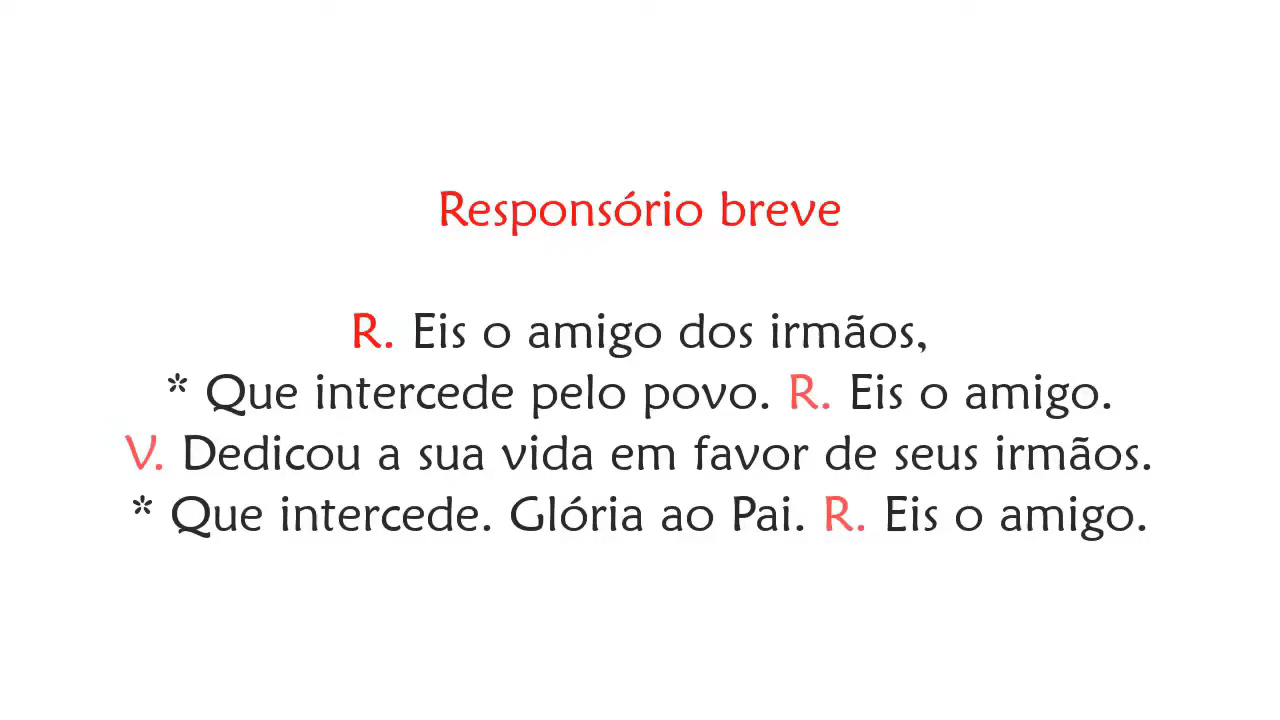 Responsório breve
R. Eis o amigo dos irmãos,
* Que intercede pelo povo. R. Eis o amigo.
V. Dedicou a sua vida em favor de seus irmãos.
* Que intercede. Glória ao Pai. R. Eis o amigo.